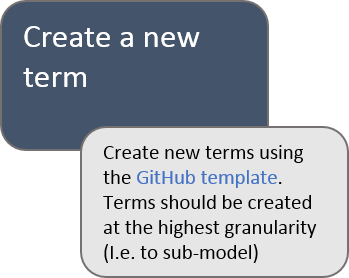 Create a new
term
Create new terms using
the GitHub template.
Terms should be created
at the highest granularity
(I.e. to sub-model)